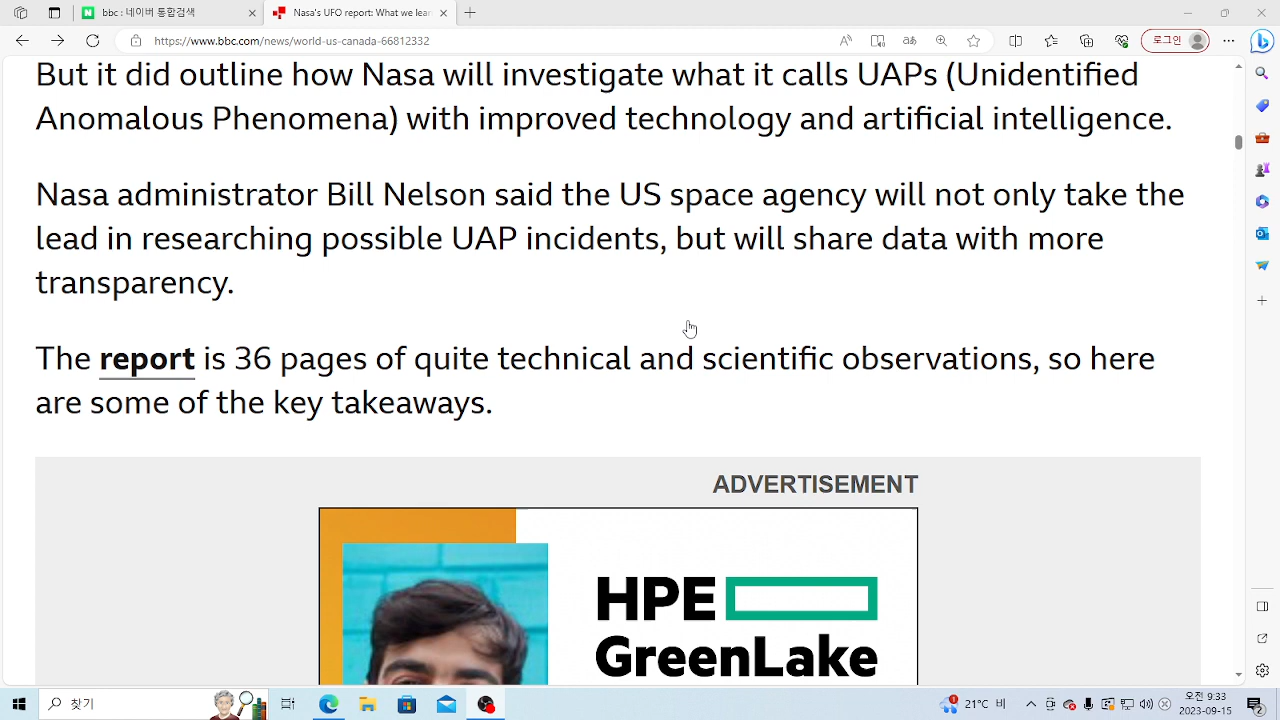 bbc : 네이버 통합검색
Nasa's UFO report: What we lear
https://www.bbc.com/news/world-us-canada-66812332
로그인
But it did outline how Nasa will investigate what it calls UAPs (Unidentified
Anomalous Phenomena) with improved technology and artificial intelligence.
Nasa administrator Bill Nelson said the US space agency will not only take the
lead in researching possible UAP incidents, but will share data with more
transparency.
The report is 36 pages of quite technical and scientific observations, so here
are some of the key takeaways.
ADVERTISEMENT
HPE
GreenLake
찾기
21°C 비
오전 9:33
2023-09-15